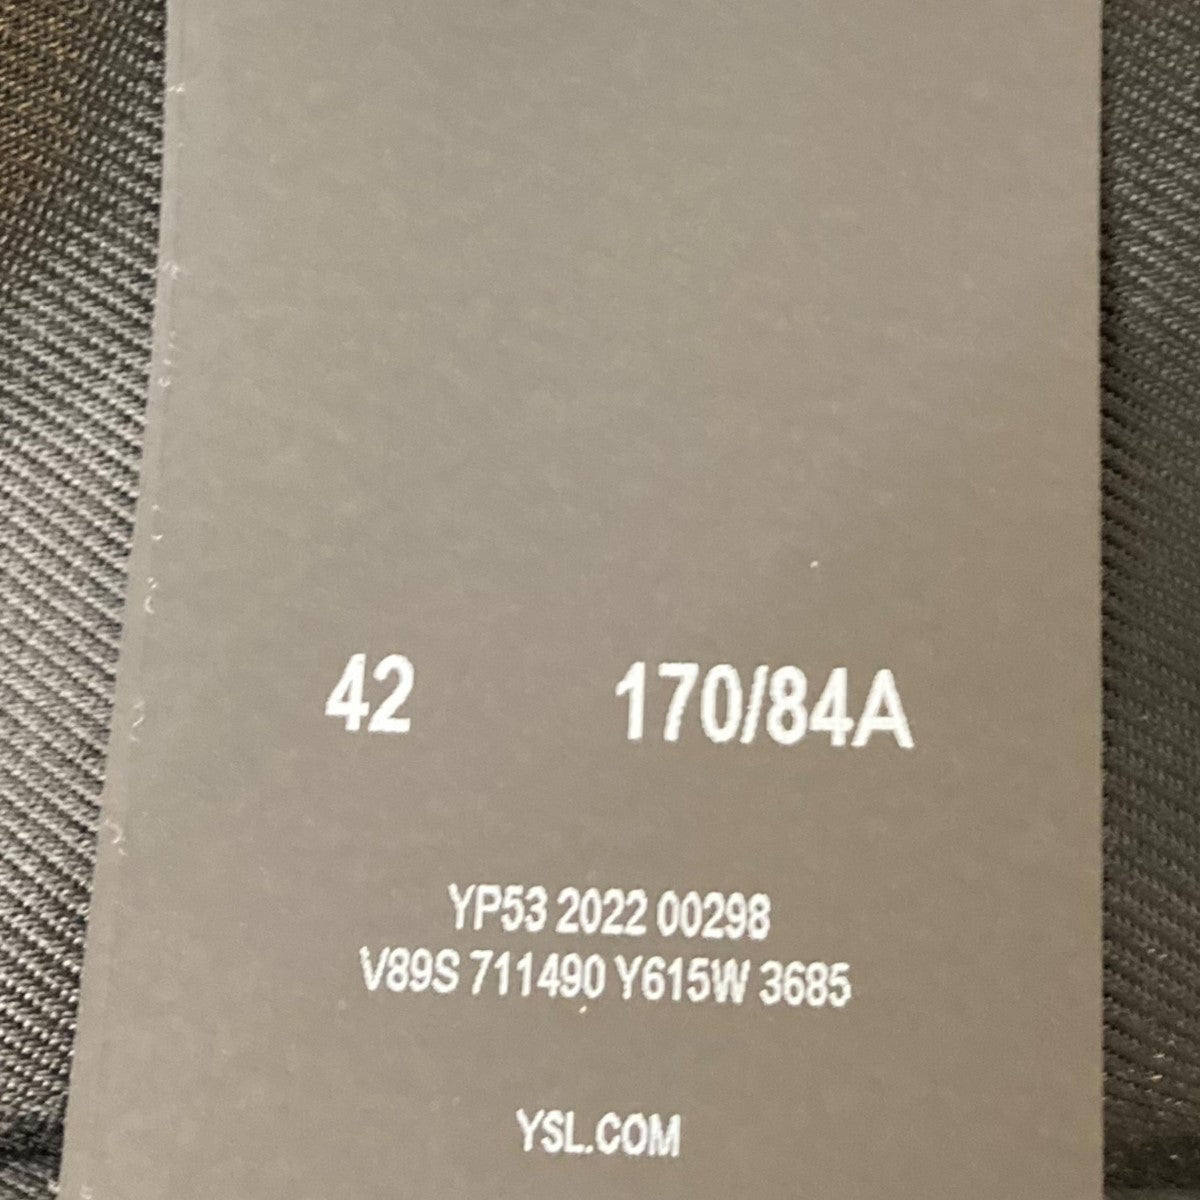 42 170/84A
YP53 2022 00298
V89S 711490 Y615W 3685
YSL.COM